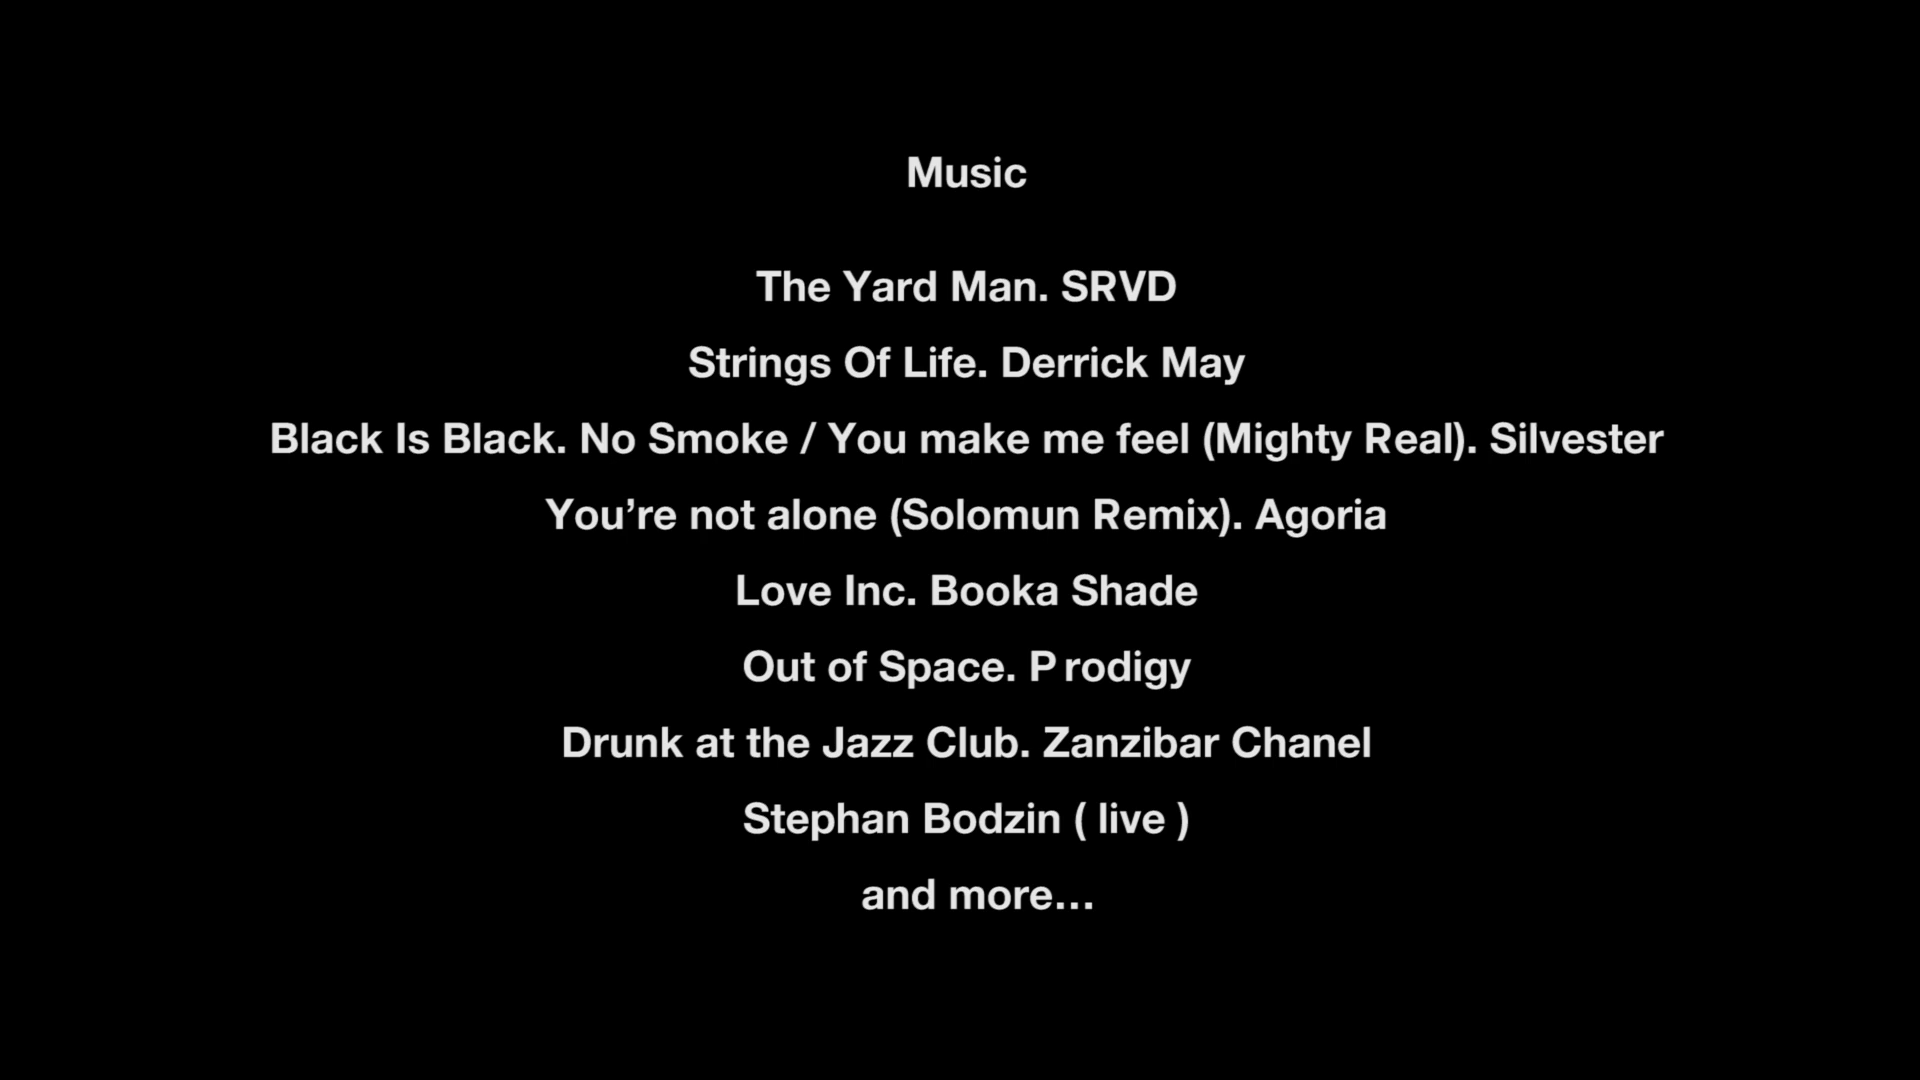 Music
The Yard Man. SRVD
Strings Of Life. Derrick May
Black Is Black. No Smoke / You make me feel (Mighty Real). Silvester
You’re not alone (Solomun Remix). Agoria
Love Inc. Booka Shade
Out of Space. P rodigy
Drunk at the Jazz Club. Zanzibar Chanel
Stephan Bodzin ( live )
and more...